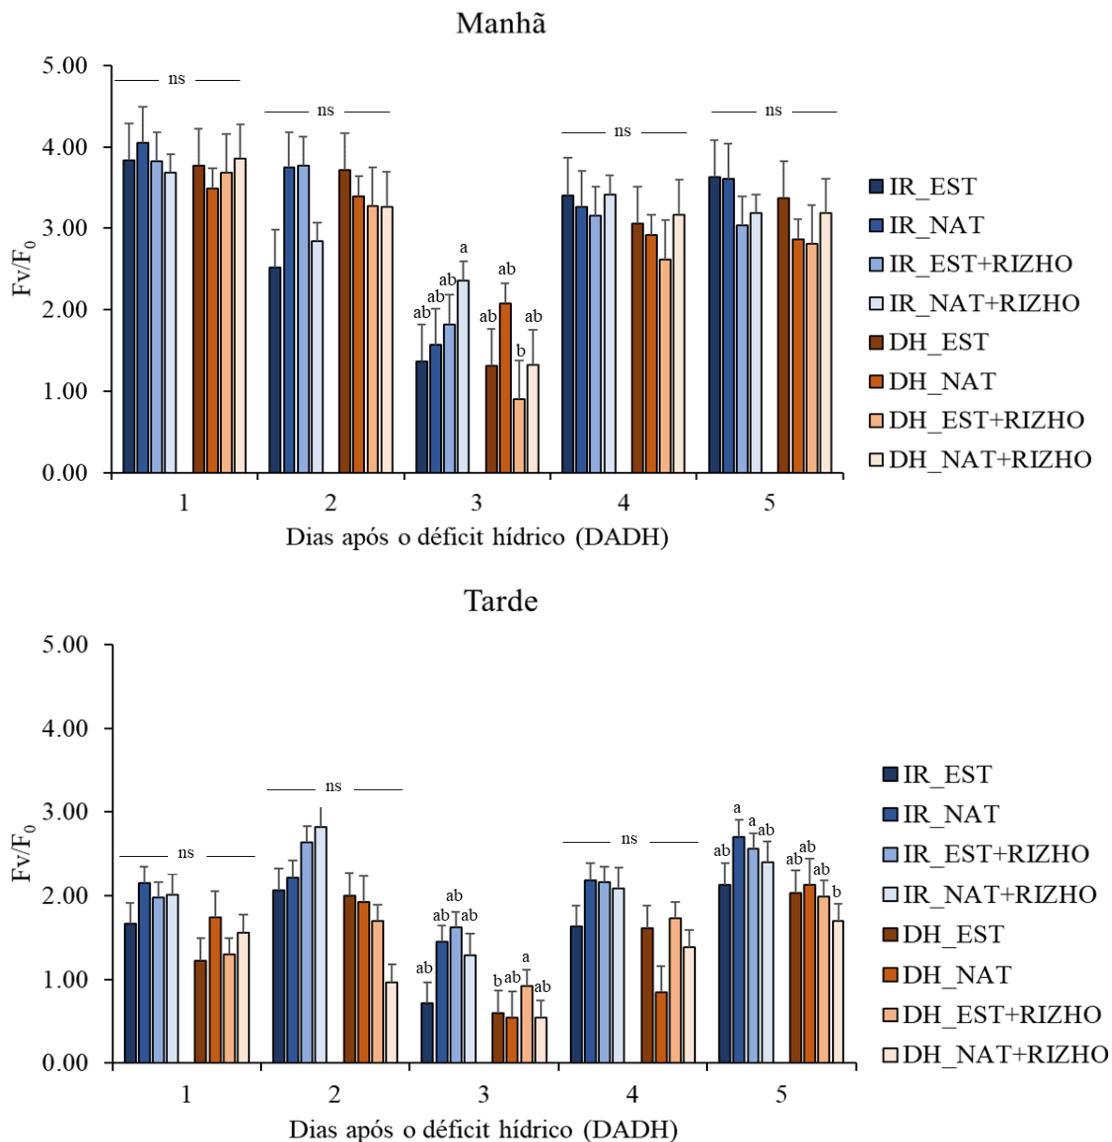 Manhã
5.00
4.00
3.00
2.00
1.00
0.00
Fv/F0
ns
ns
ab ab ab a ab ab b ab
ns
ns
1 2 3 4 5
Dias após o déficit hídrico (DADH)
IR_EST
IR_NAT
IR_EST+RIZHO
IR_NAT+RIZHO
DH_EST
DH_NAT
DH_EST+RIZHO
DH_NAT+RIZHO
Tarde
5.00
4.00
3.00
2.00
1.00
0.00
Fv/F0
ns
ns
ab ab ab ab b ab a ab
ns
ab a a ab ab ab ab b
1 2 3 4 5
Dias após o déficit hídrico (DADH)
IR_EST
IR_NAT
IR_EST+RIZHO
IR_NAT+RIZHO
DH_EST
DH_NAT
DH_EST+RIZHO
DH_NAT+RIZHO